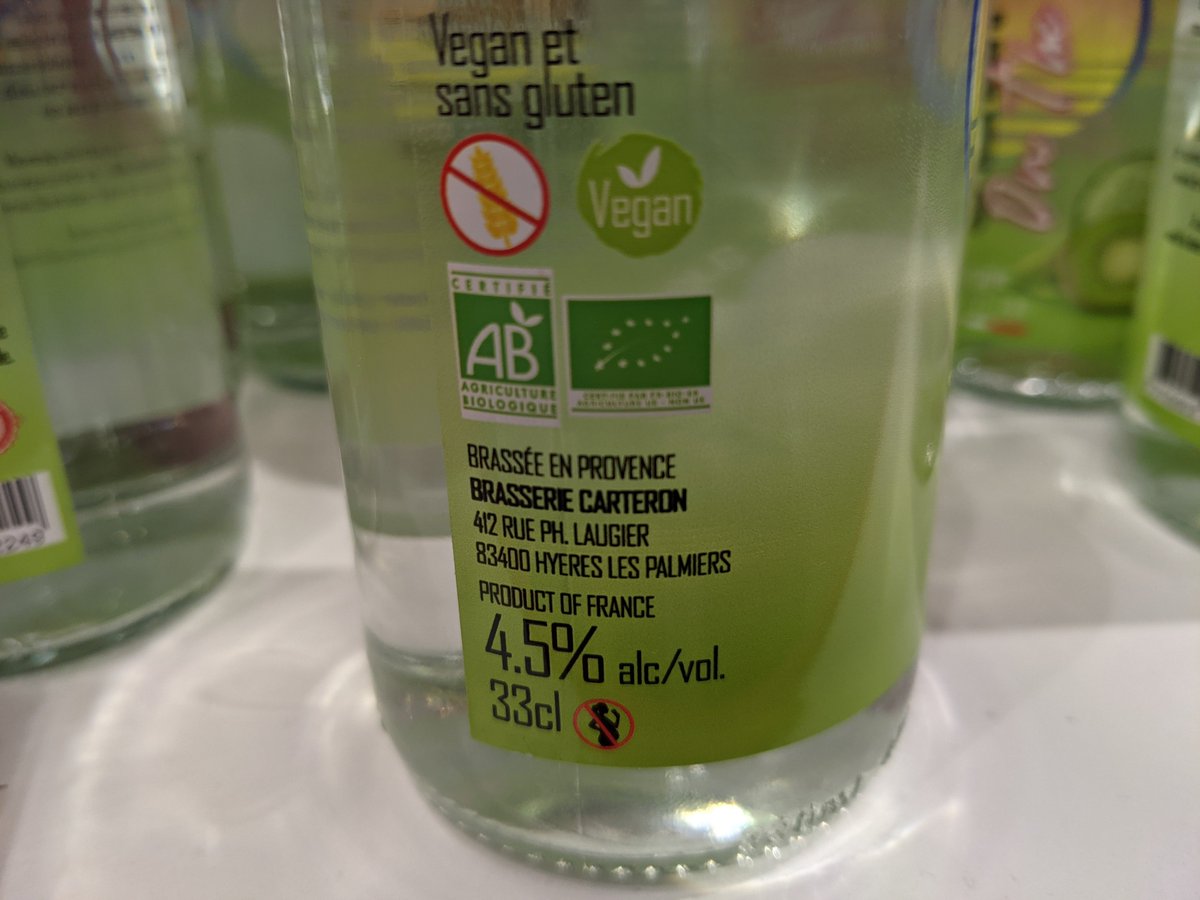 Vegan et
sans gluten
Vegan
CERTIFIÉ
AB
AGRICULTURE
BIOLOGIQUE
BRASSÉE EN PROVENCE
BRASSERIE CARTERON
412 RUE PH. LAUGIER
83400 HYERES LES PALMIERS
PRODUCT OF FRANCE
4.5% alc/vol.
33cl